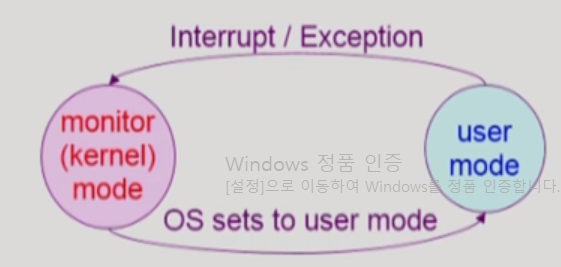 Interrupt / Exception
monitor
(kernel)
mode
user
mode
Windows 정품 인증
[설정]으로 이동하여 Windows를 정품 인증합니다.
OS sets to user mode